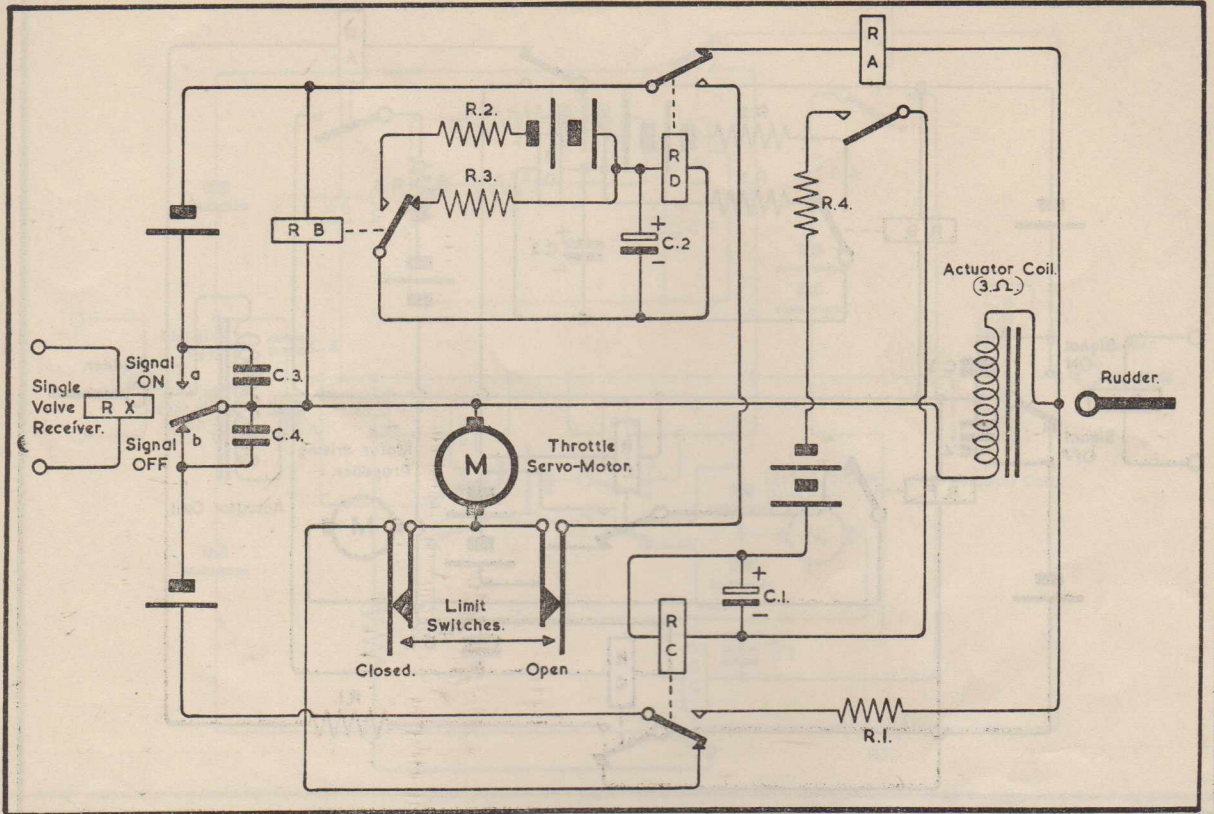 R
A
R.2.
R.3.
R
D
R B
C.2
+
−
R.4.
Actuator Coil.
(3.Ω.)
Signal
ON
a
C.3.
Single
Valve
Receiver.
R X
Rudder.
b
Signal
OFF
C.4.
M
Throttle
Servo-Motor.
+
C.1.
−
Limit
Switches.
R
C
Closed.
Open
R.1.